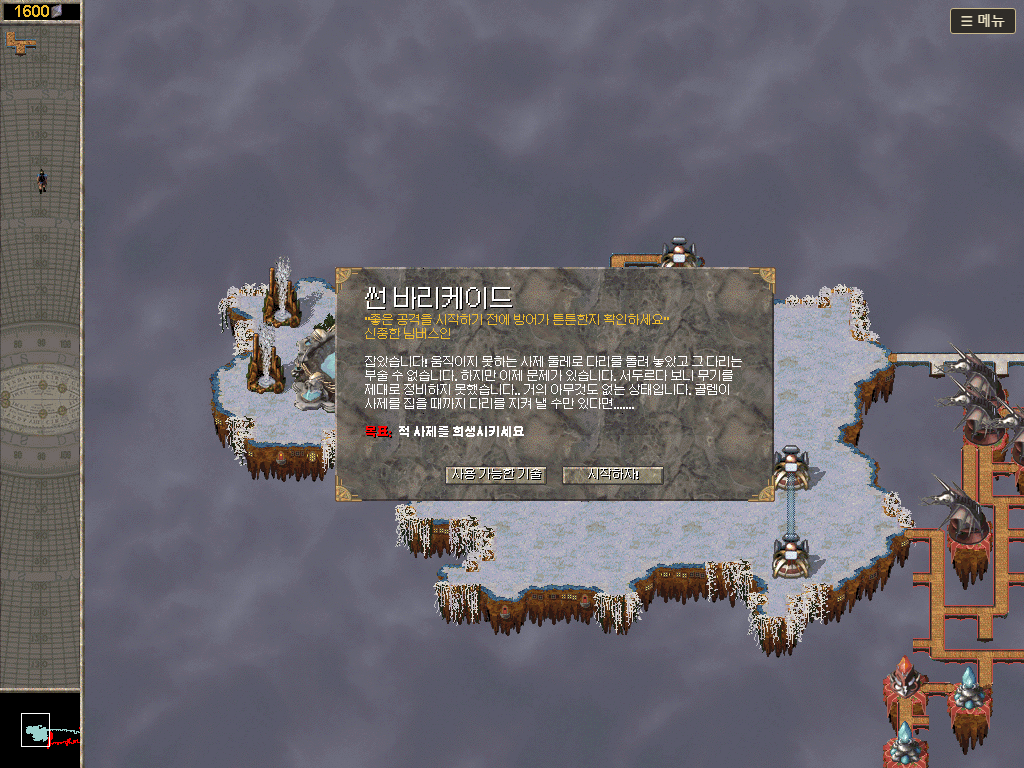 1600
☰ 메뉴
썬 바리케이드
"좋은 공격을 시작하기 전에 방어가 튼튼한지 확인하세요"
신중한 님버스인
잡았습니다! 움직이지 못하는 사제 둘레로 다리를 둘려 놓았고 그 다리는
부술 수 없습니다. 하지만 이제 문제가 있습니다. 서두르다 보니 무기를
제대로 정비하지 못했습니다.. 거의 아무것도 없는 상태입니다. 골렘이
사제를 잡을 때까지 다리를 지켜 낼 수만 있다면.......
목표: 적 사제를 희생시키세요
사용 가능한 기술
시작하자!